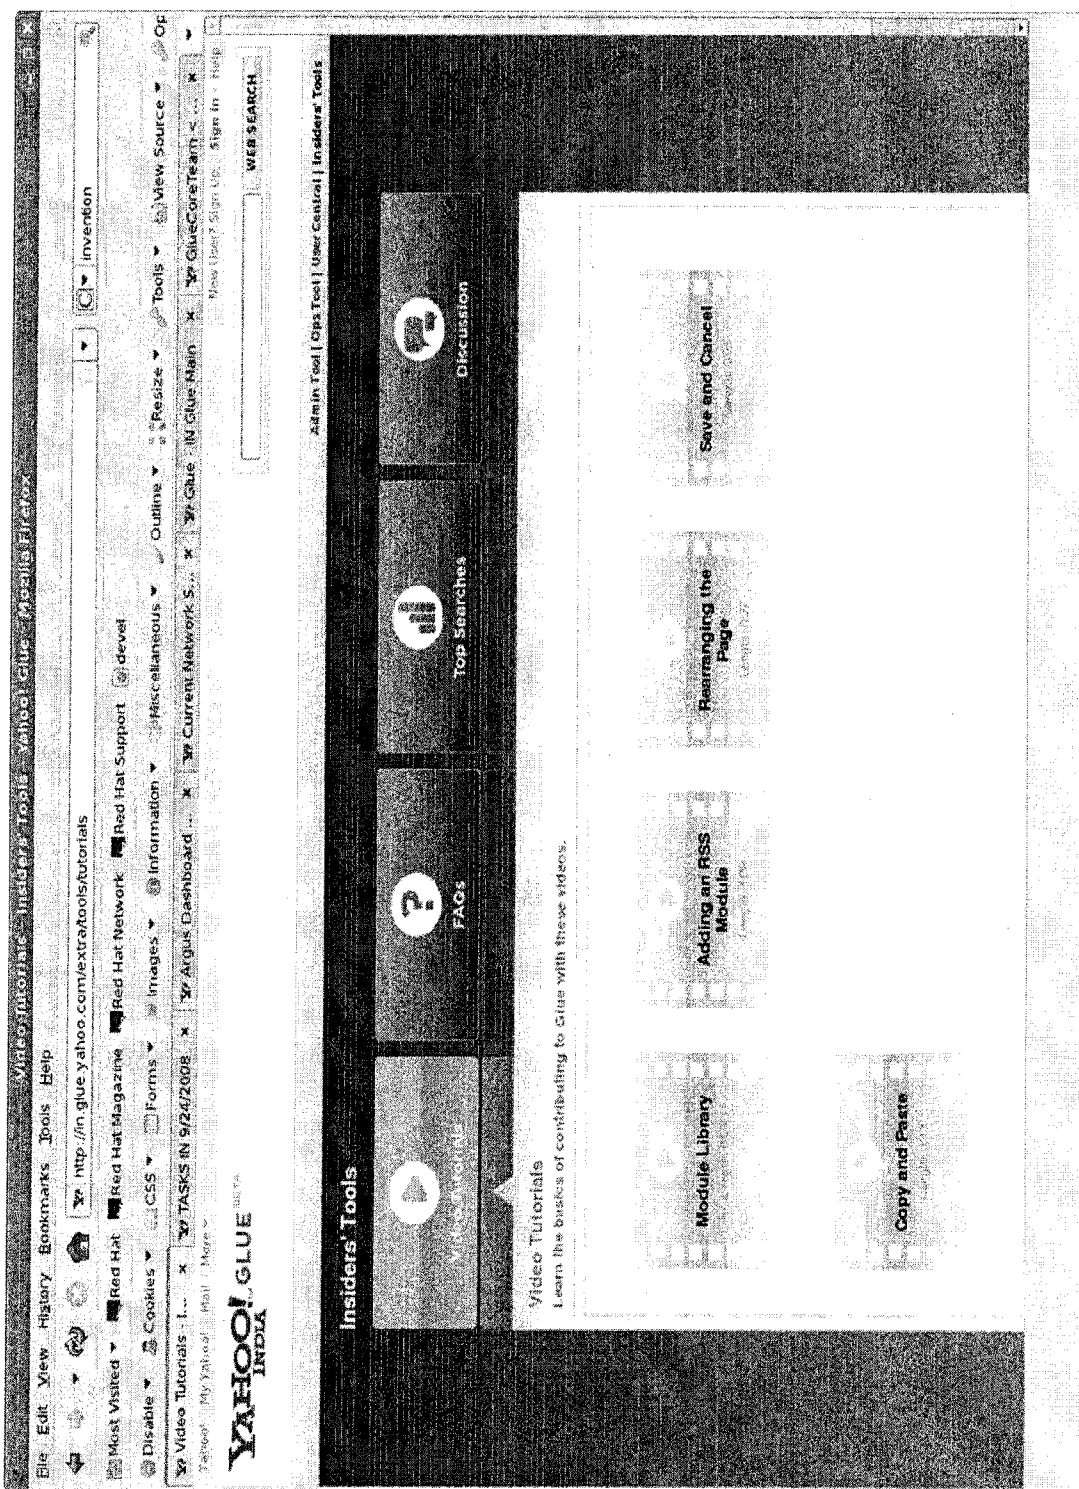 Video Tutorials - Insiders' Tools - Yahoo! Glue - Mozilla Firefox
File Edit View History Bookmarks Tools Help
http://in.glue.yahoo.com/extra/tools/tutorials
invention
Most Visited Red Hat Red Hat Magazine Red Hat Network Red Hat Support devel
Disable Cookies CSS Forms Images Information Miscellaneous Outline Resize Tools View Source Op
Video Tutorials - I... TASKS IN 9/24/2008 Argus Dashboard ... Current Network S... Glue - IN Glue Main GlueCoreTeam < ...
Yahoo! My Yahoo! Mail More New User? Sign Up Sign In Help
YAHOO! INDIA GLUE BETA WEB SEARCH
Admin Tool | Ops Tool | User Central | Insiders' Tools
Insiders' Tools
Video Tutorials FAQs Top Searches Discussion
Video Tutorials
Learn the basics of contributing to Glue with these videos.
Module Library
Adding an RSS
Module
Rearranging the
Page
Save and Cancel
Copy and Paste